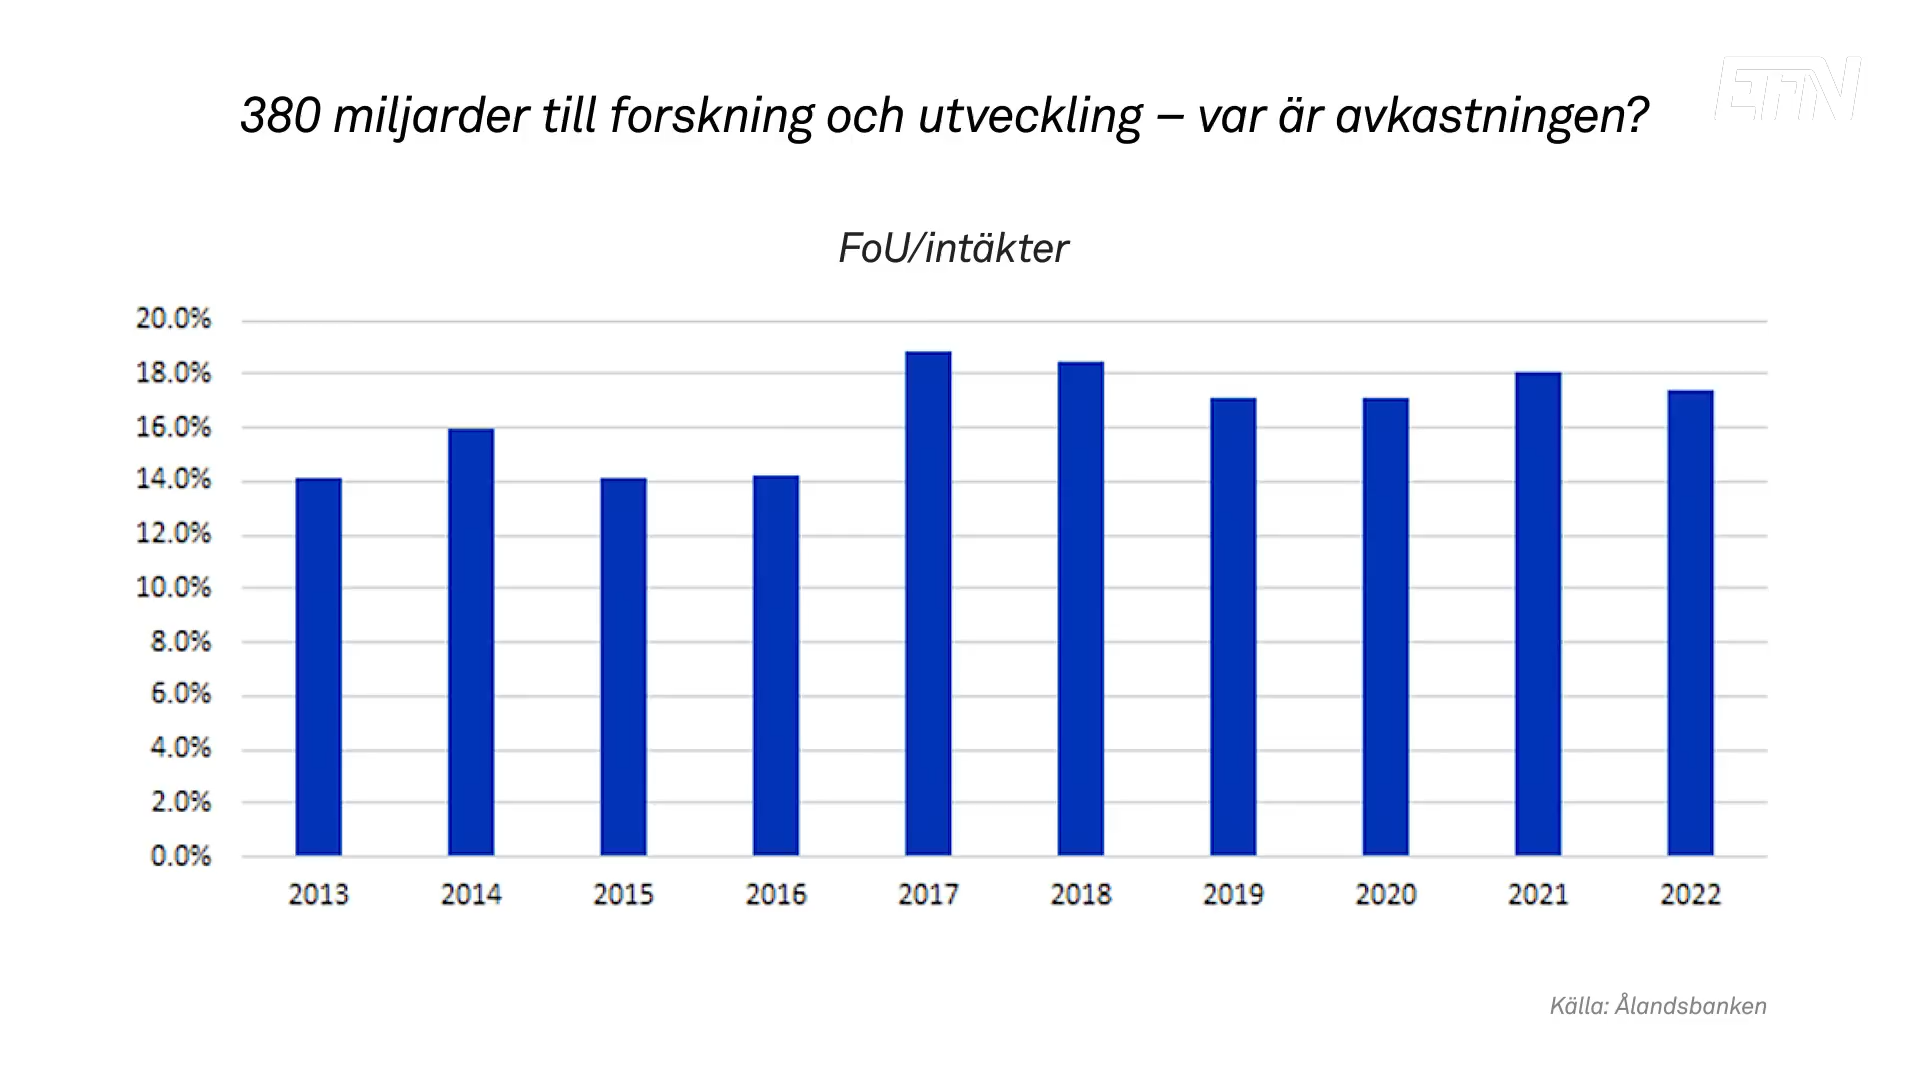 EFN
380 miljarder till forskning och utveckling – var är avkastningen?
FoU/intäkter
20.0%
18.0%
16.0%
14.0%
12.0%
10.0%
8.0%
6.0%
4.0%
2.0%
0.0%
2013 2014 2015 2016 2017 2018 2019 2020 2021 2022
Källa: Ålandsbanken